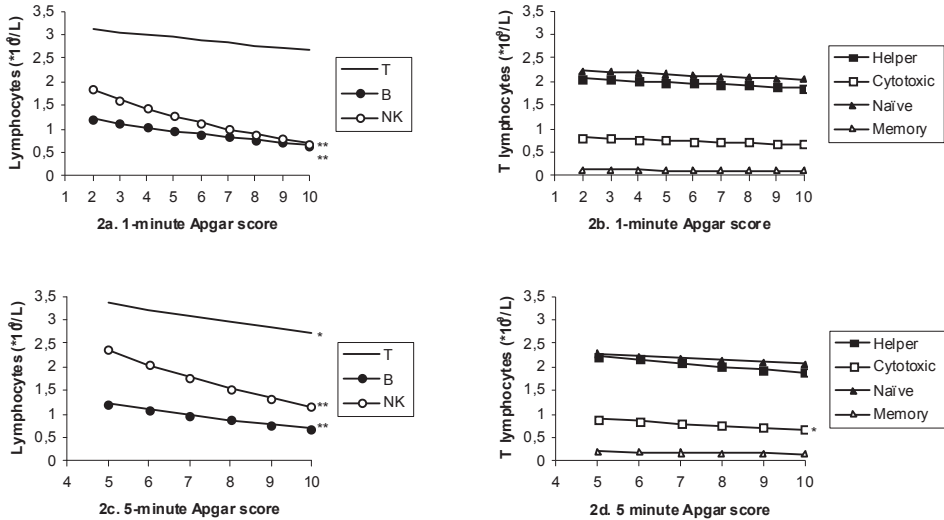 Lymphocytes (*10⁹/L)
3,5
3
2,5
2
1,5
1
0,5
0
1 2 3 4 5 6 7 8 9 10
**
**
2a. 1-minute Apgar score
T
B
NK
T lymphocytes (*10⁹/L)
3,5
3
2,5
2
1,5
1
0,5
0
1 2 3 4 5 6 7 8 9 10
2b. 1-minute Apgar score
Helper
Cytotoxic
Naïve
Memory
Lymphocytes (*10⁹/L)
3,5
3
2,5
2
1,5
1
0,5
0
4 5 6 7 8 9 10
*
**
**
2c. 5-minute Apgar score
T
B
NK
T lymphocytes (*10⁹/L)
3,5
3
2,5
2
1,5
1
0,5
0
4 5 6 7 8 9 10
*
2d. 5 minute Apgar score
Helper
Cytotoxic
Naïve
Memory